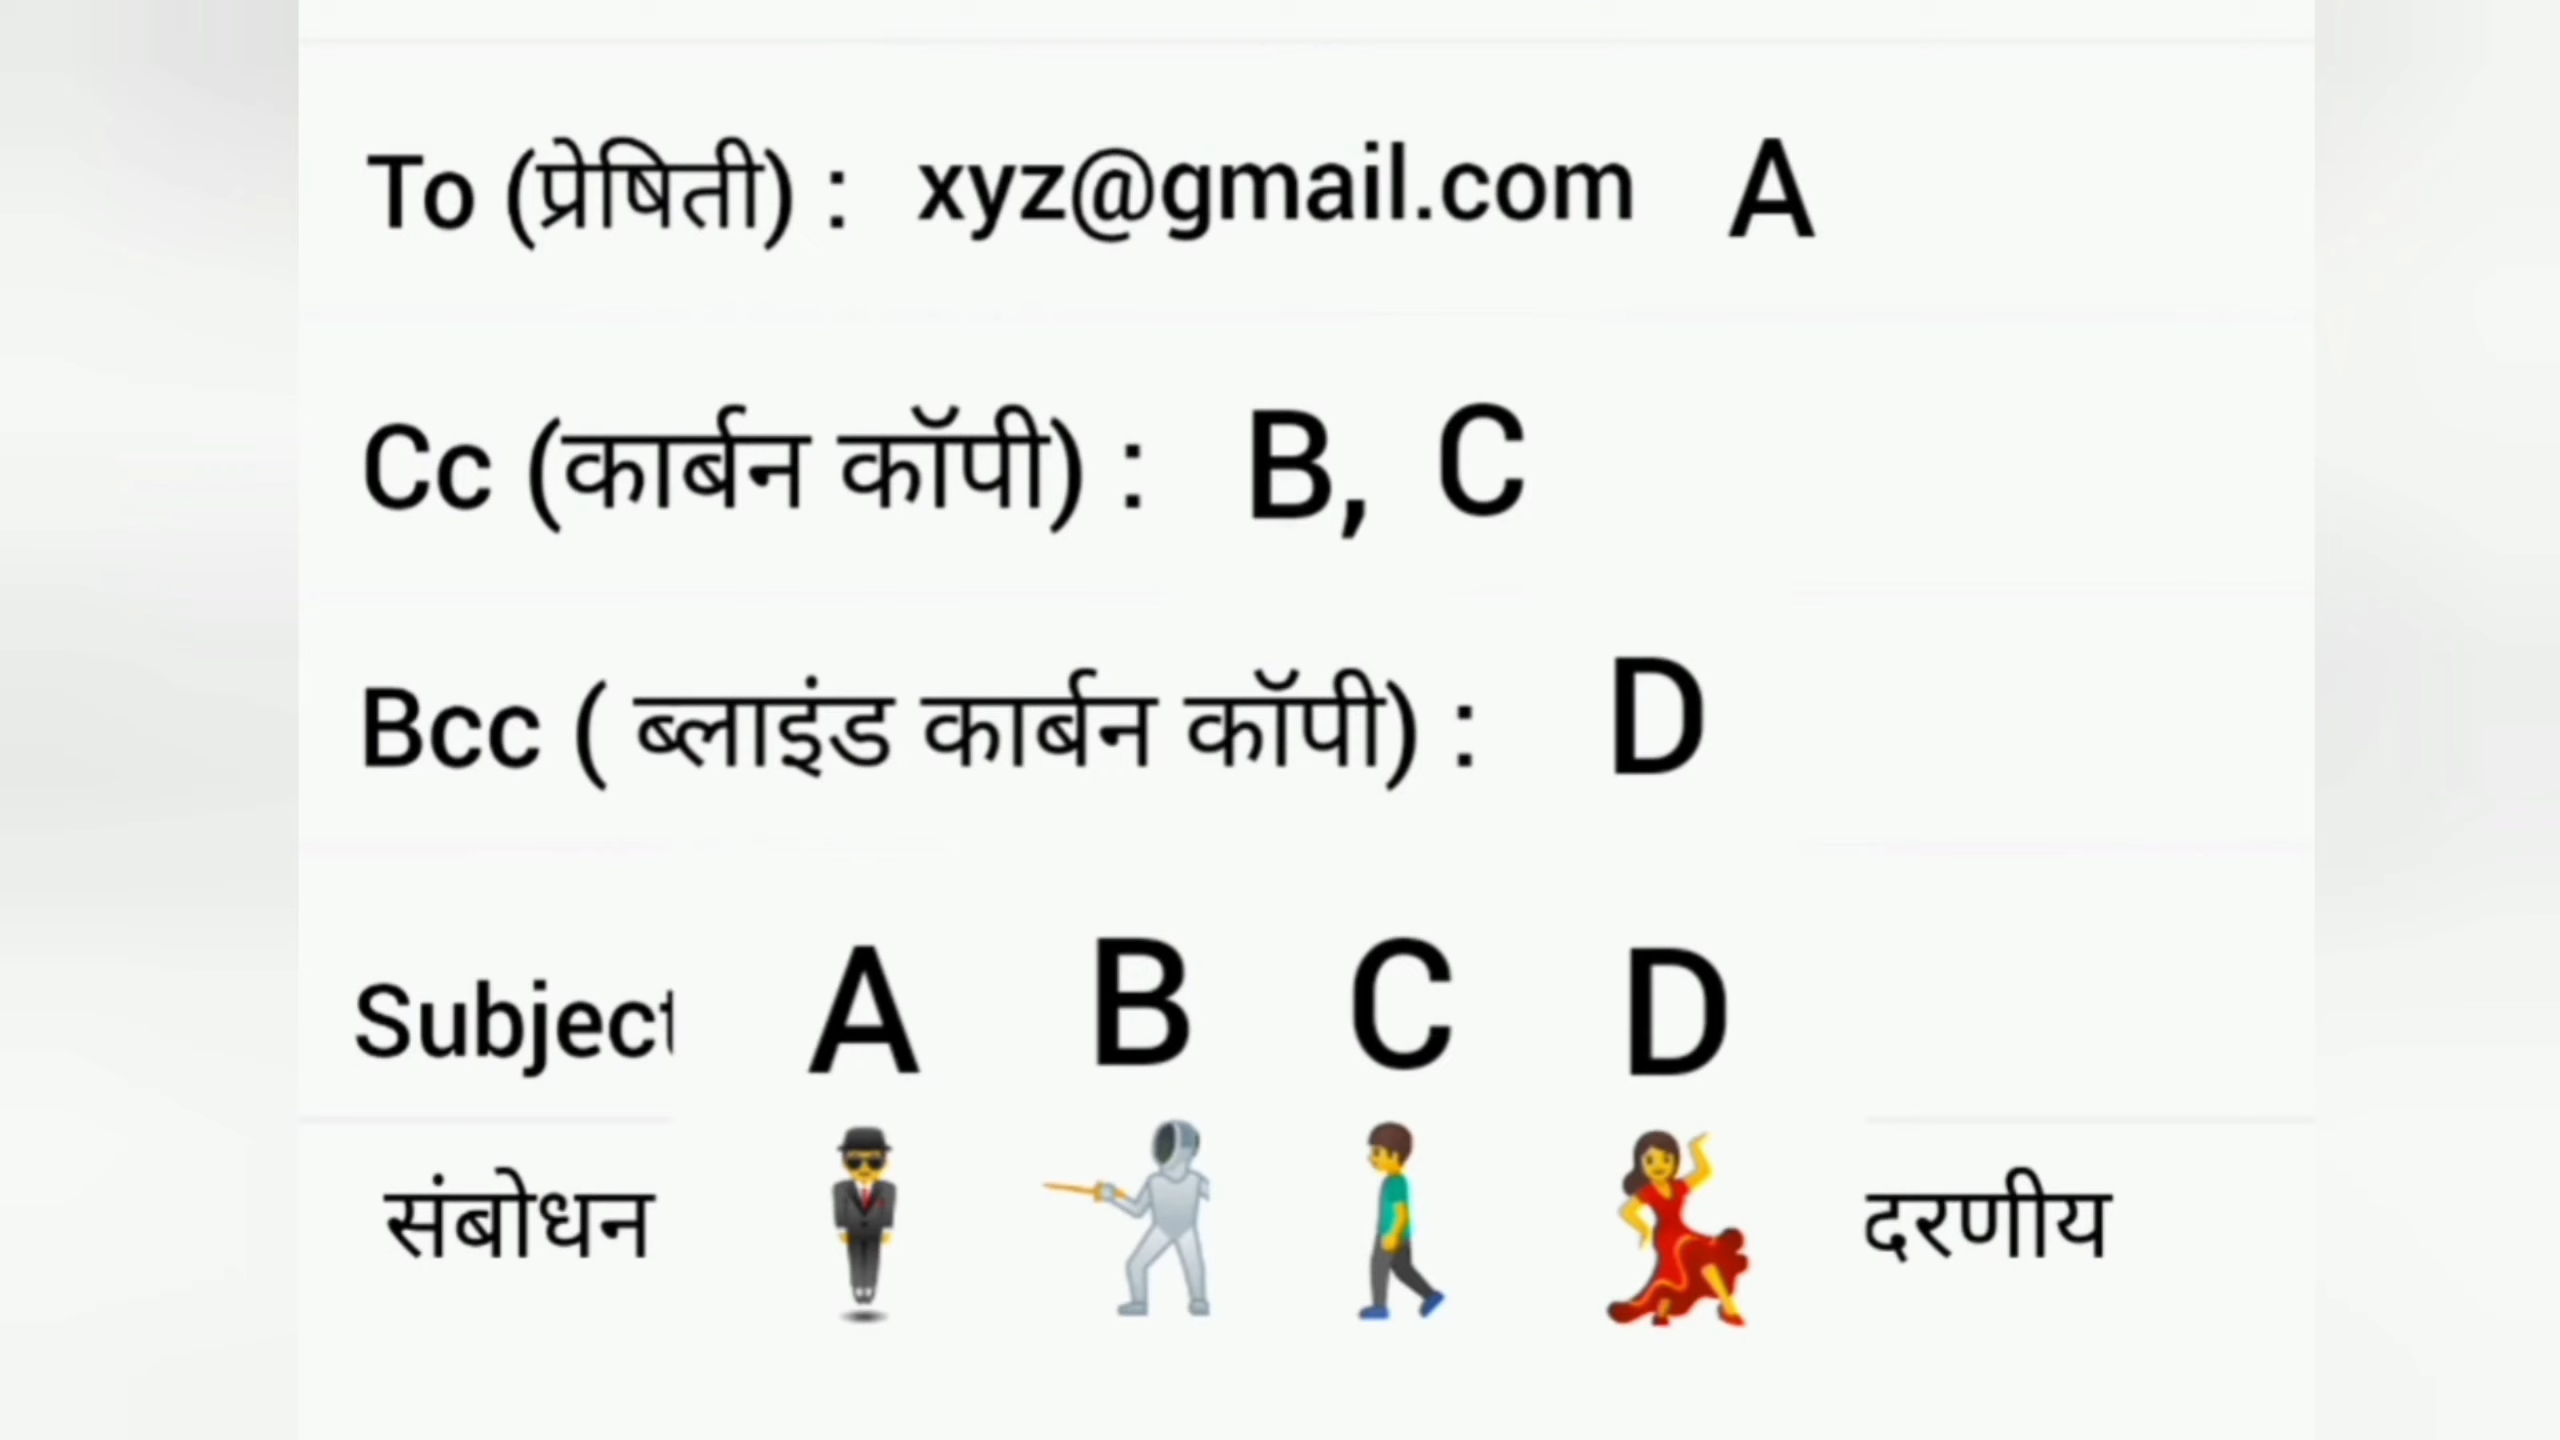 To (प्रेषिती) : xyz@gmail.com A
Cc (कार्बन कॉपी) : B, C
Bcc ( ब्लाइंड कार्बन कॉपी) : D
Subject A B C D
संबोधन दरणीय